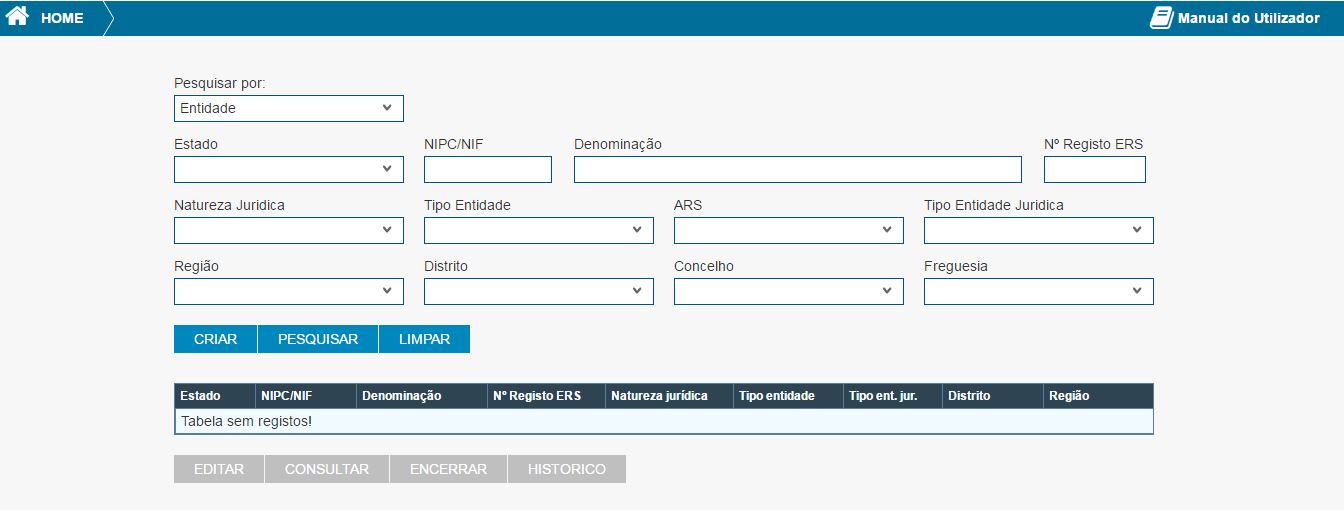 HOME Manual do Utilizador
Pesquisar por:
Entidade
Estado NIPC/NIF Denominação Nº Registo ERS
Natureza Juridica Tipo Entidade ARS Tipo Entidade Juridica
Região Distrito Concelho Freguesia
CRIAR PESQUISAR LIMPAR
Estado NIPC/NIF Denominação Nº Registo ERS Natureza jurídica Tipo entidade Tipo ent. jur. Distrito Região
Tabela sem registos!
EDITAR CONSULTAR ENCERRAR HISTORICO